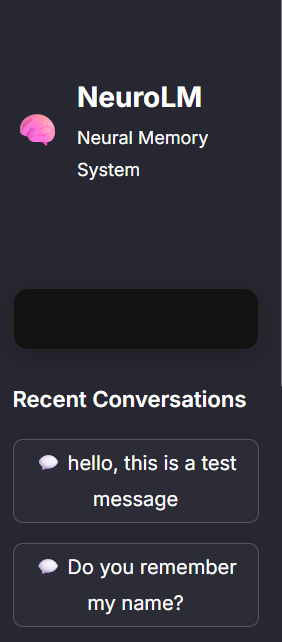 NeuroLM
Neural Memory
System
Recent Conversations
hello, this is a test
message
Do you remember
my name?